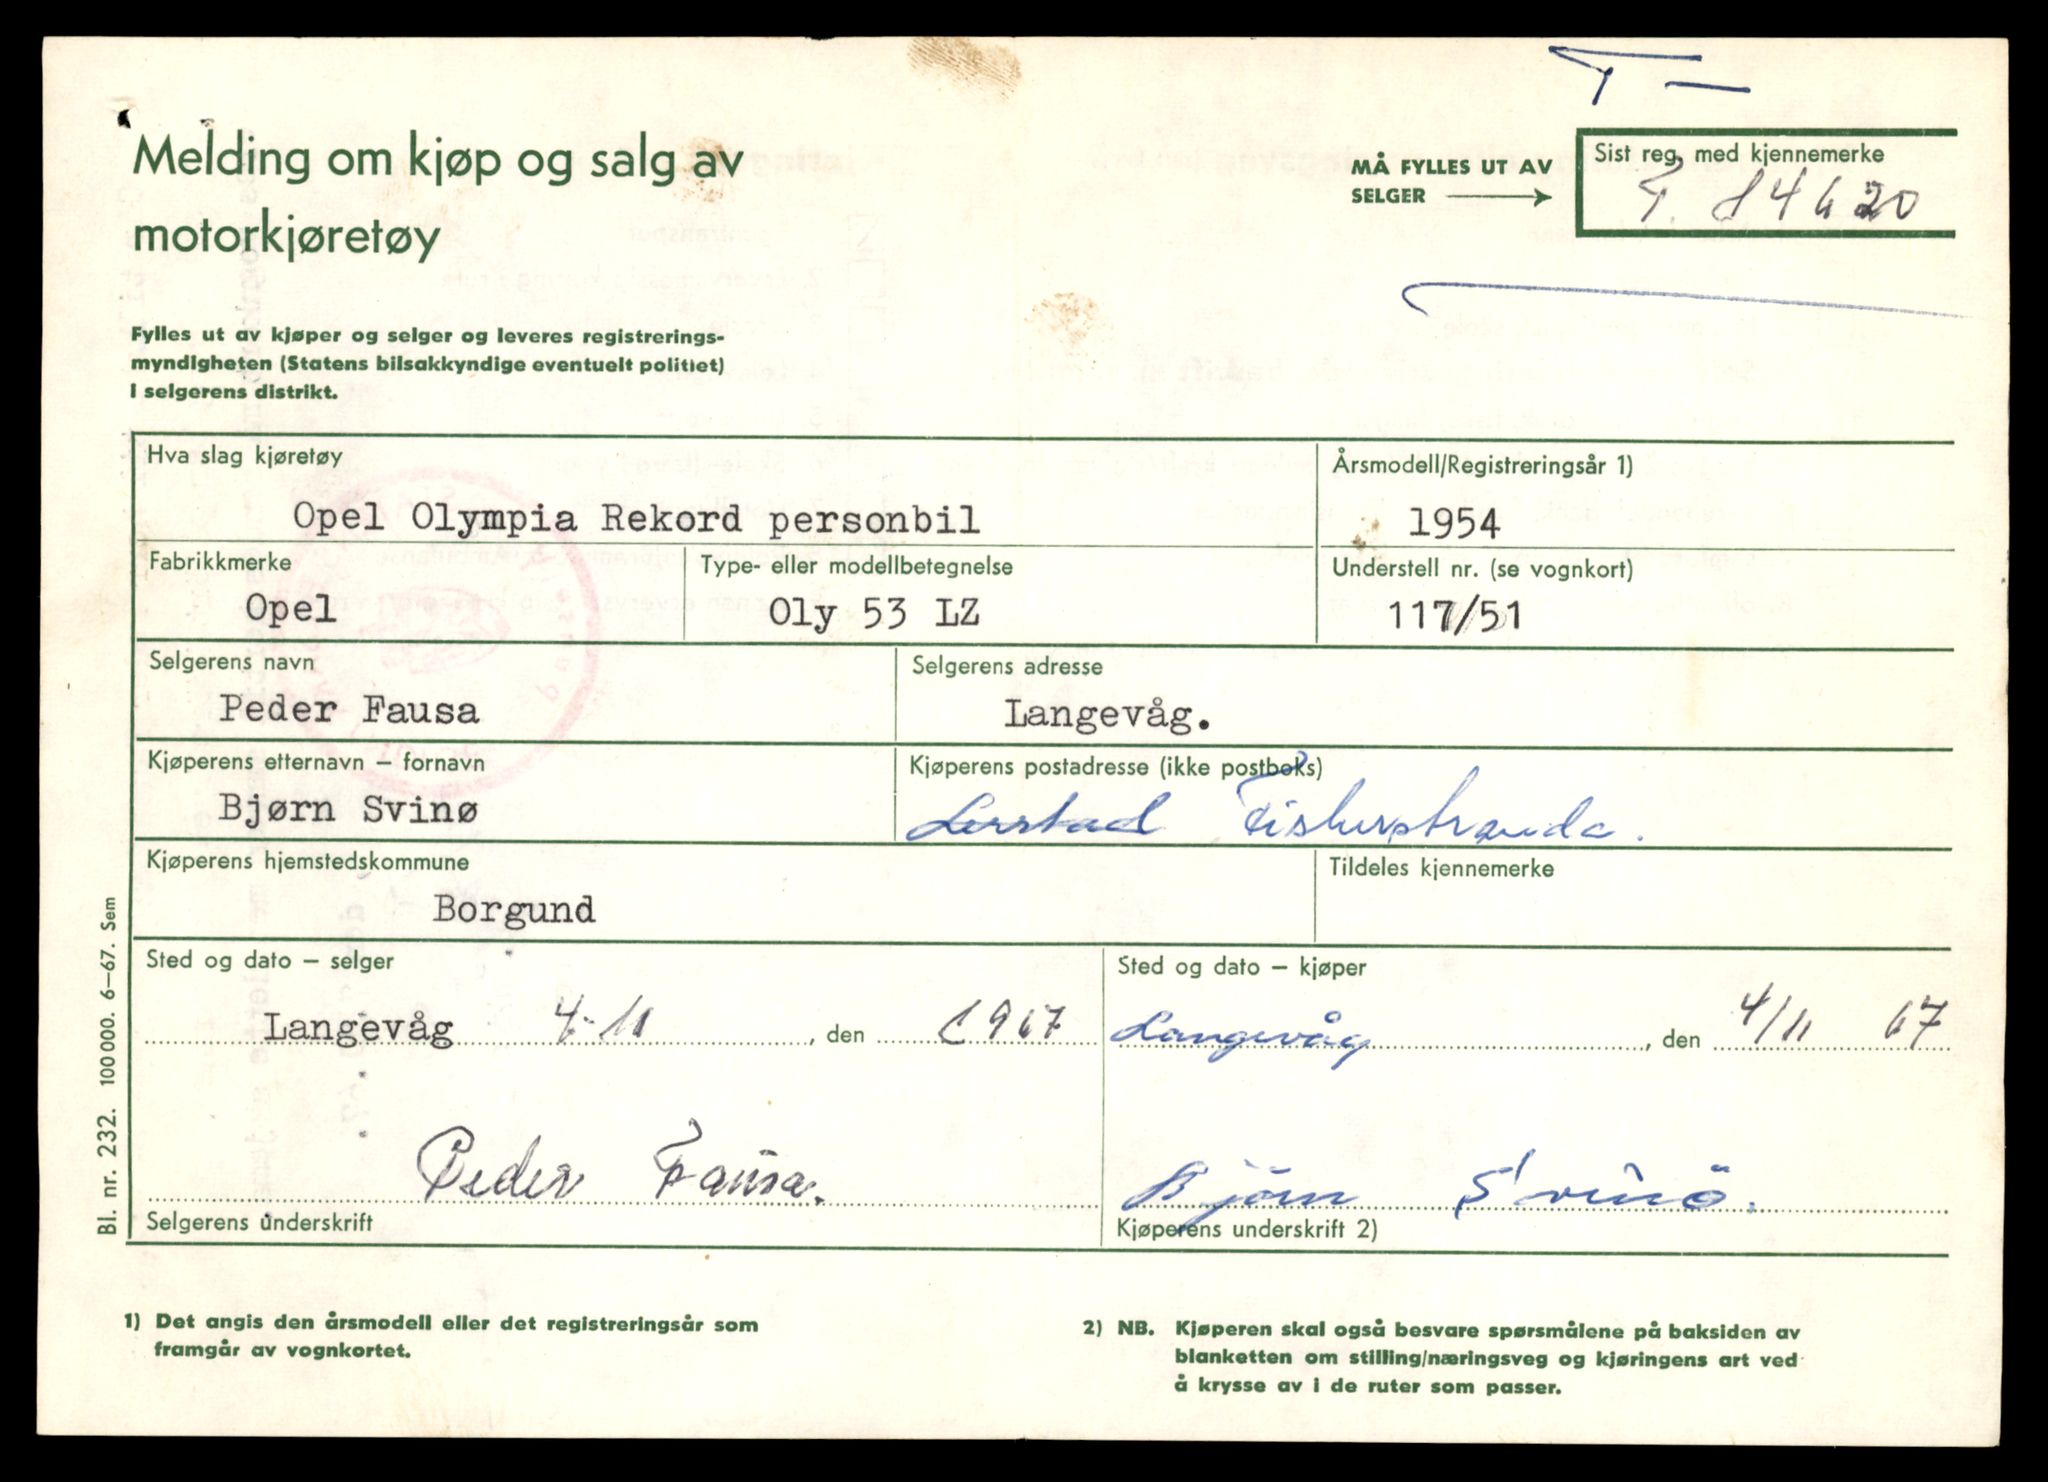 T —
Melding om kjøp og salg av
motorkjøretøy
MÅ FYLLES UT AV
SELGER
Sist reg. med kjennemerke
T. 14620
Fylles ut av kjøper og selger og leveres registrerings-
myndigheten (Statens bilsakkyndige eventuelt politiet)
i selgerens distrikt.
Hva slag kjøretøy
Opel Olympia Rekord personbil
Årsmodell/Registreringsår 1)
1954
Fabrikkmerke
Opel
Type- eller modellbetegnelse
Oly 53 LZ
Understell nr. (se vognkort)
117/51
Selgerens navn
Peder Fausa
Selgerens adresse
Langevåg.
Kjøperens etternavn – fornavn
Bjørn Svinø
Kjøperens postadresse (ikke postboks)
Lerstad Fiskerstranda.
Kjøperens hjemstedskommune
Borgund
Tildeles kjennemerke
Sted og dato – selger
Langevåg 4-11, den 1967
Sted og dato – kjøper
Langevåg, den 4/11 67
Peder Fausa.
Selgerens underskrift
Bjørn Svinö.
Kjøperens underskrift 2)
Bl. nr. 232. 100 000. 6–67. Sem
1) Det angis den årsmodell eller det registreringsår som
framgår av vognkortet.
2) NB. Kjøperen skal også besvare spørsmålene på baksiden av
blanketten om stilling/næringsveg og kjøringens art ved
å krysse av i de ruter som passer.